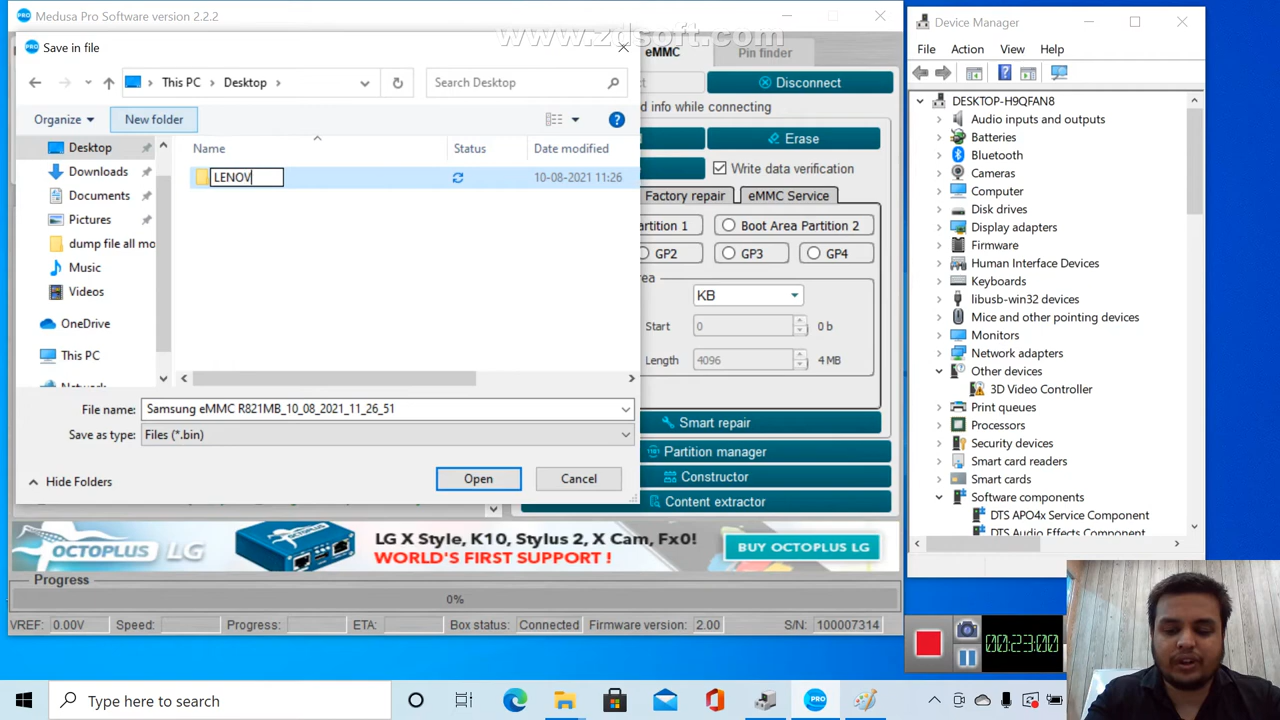 Medusa Pro Software version 2.2.2
www.zdsoft.com
Save in file
eMMC
Pin finder
This PC
Desktop
Search Desktop
Disconnect
d info while connecting
Organize
New folder
Erase
Desktop
Downloads
Documents
Pictures
dump file all mo
Music
Videos
OneDrive
This PC
Name
Status
Date modified
LENOV
10-08-2021 11:26
Write data verification
Factory repair
eMMC Service
artition 1
Boot Area Partition 2
GP2
GP3
GP4
rea
KB
Start
0
0 b
Length
4096
4 MB
File name:
Samsung eMMC R821MB_10_08_2021_11_26_51
Save as type:
Files (*.bin)
Smart repair
Partition manager
Hide Folders
Open
Cancel
Constructor
Content extractor
OCTOPLUS LG
LG X Style, K10, Stylus 2, X Cam, Fx0!
WORLD'S FIRST SUPPORT !
BUY OCTOPLUS LG
Progress
0%
VREF:
0.00V
Speed:
Progress:
ETA:
Box status:
Connected
Firmware version:
2.00
S/N:
100007314
Device Manager
File
Action
View
Help
DESKTOP-H9QFAN8
Audio inputs and outputs
Batteries
Bluetooth
Cameras
Computer
Disk drives
Display adapters
Firmware
Human Interface Devices
Keyboards
libusb-win32 devices
Mice and other pointing devices
Monitors
Network adapters
Other devices
3D Video Controller
Print queues
Processors
Security devices
Smart card readers
Smart cards
Software components
DTS APO4x Service Component
DTS Audio Effects Component
00:23:00
Type here to search
PRO